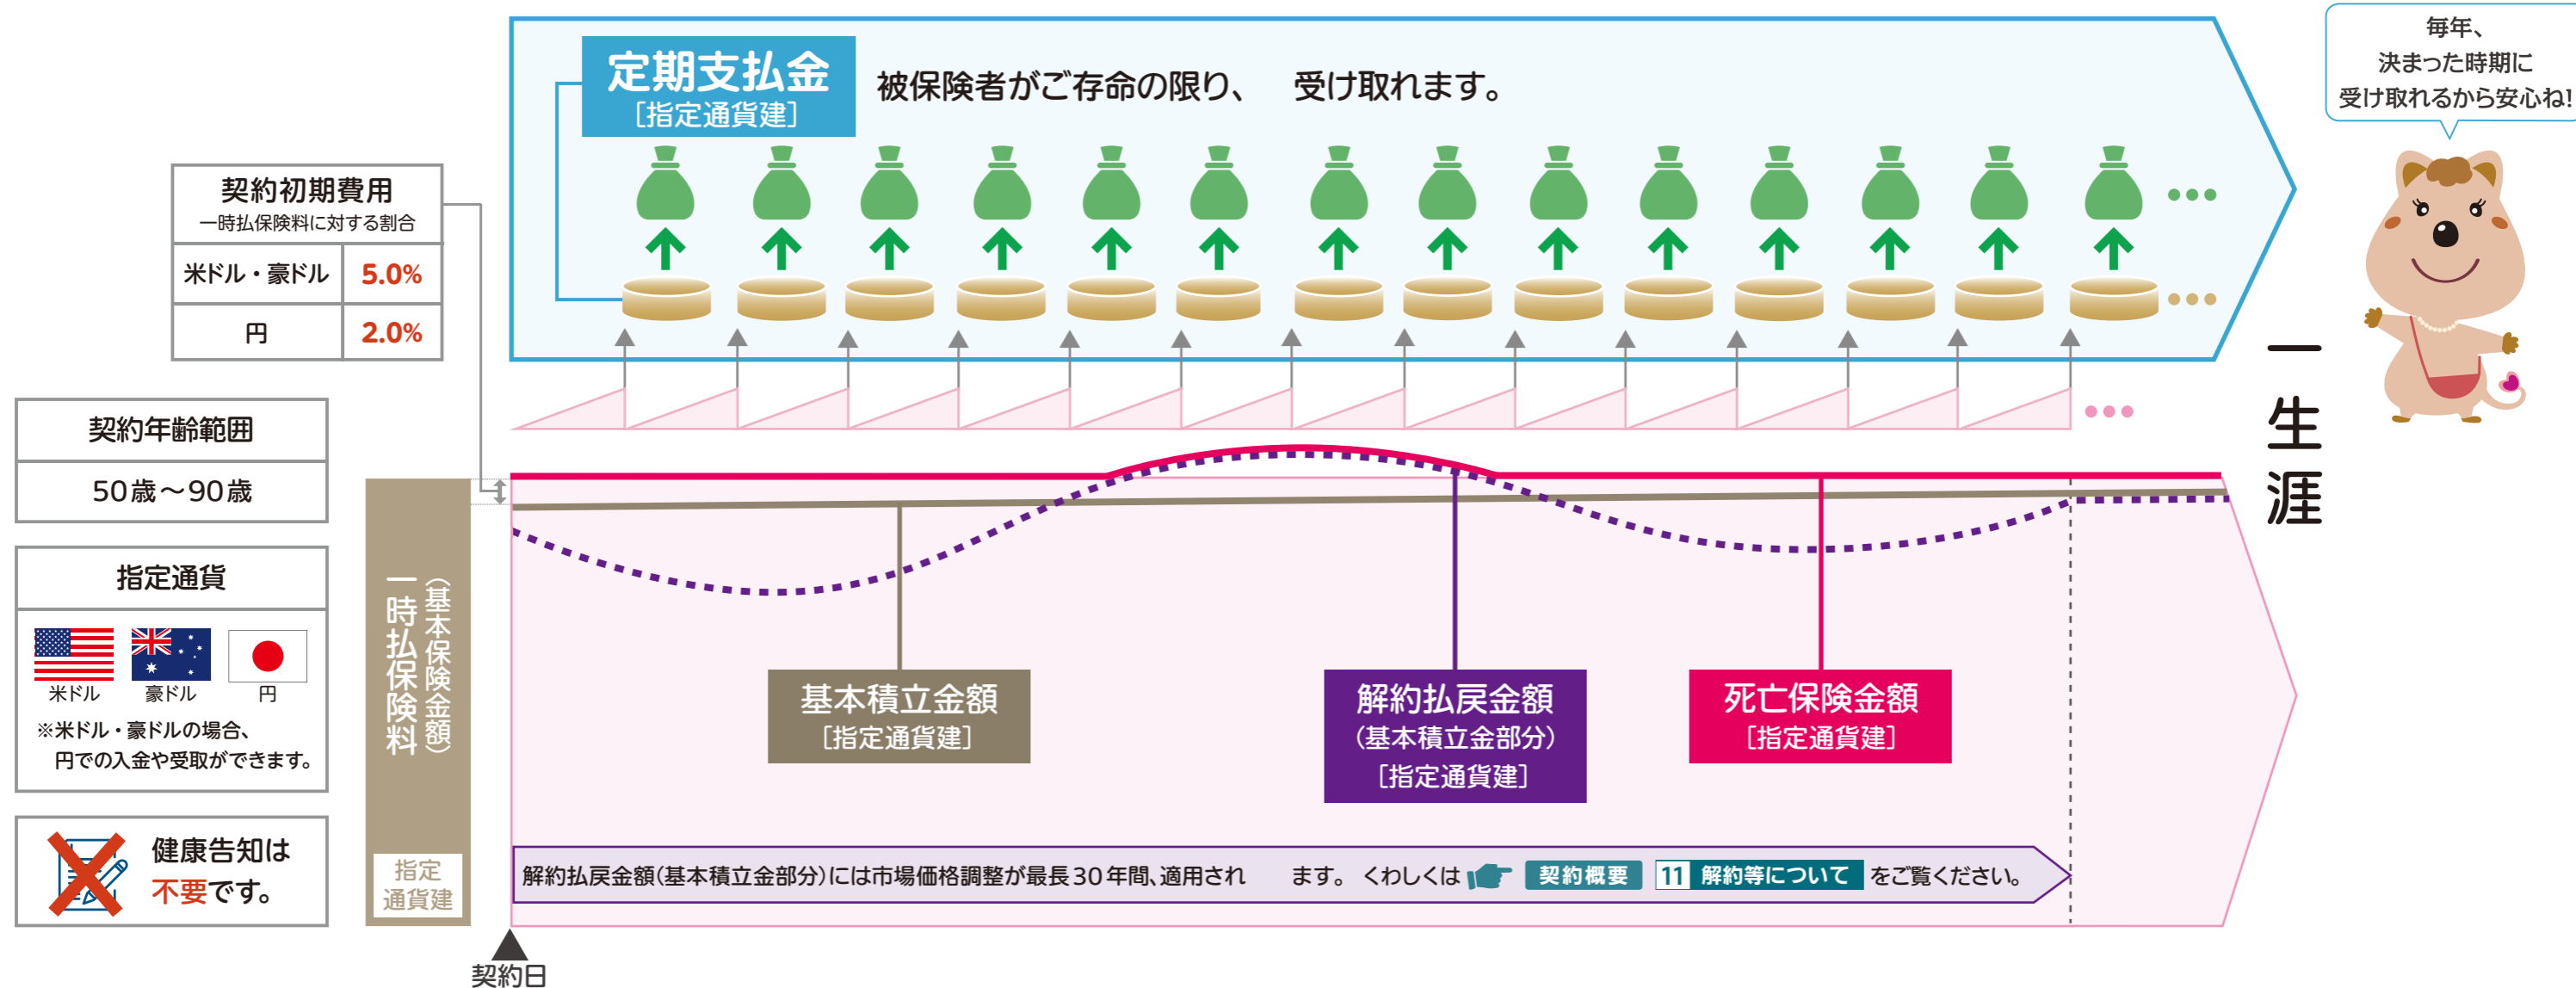 定期支払金
[指定通貨建]
被保険者がご存命の限り、 受け取れます。
毎年、
決まった時期に
受け取れるから安心ね!
契約初期費用
一時払保険料に対する割合
米ドル・豪ドル 5.0%
円 2.0%
契約年齢範囲
50歳〜90歳
指定通貨
米ドル 豪ドル 円
※米ドル・豪ドルの場合、
円での入金や受取ができます。
健康告知は
不要です。
一時払保険料
(基本保険金額)
指定
通貨建
一生涯
基本積立金額
[指定通貨建]
解約払戻金額
(基本積立金部分)
[指定通貨建]
死亡保険金額
[指定通貨建]
解約払戻金額(基本積立金部分)には市場価格調整が最長30年間、適用され ます。 くわしくは 契約概要 11 解約等について をご覧ください。
契約日